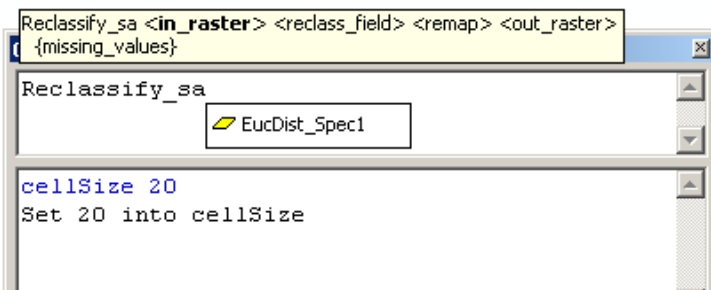 Reclassify_sa <in_raster> <reclass_field> <remap> <out_raster>
{missing_values}
Reclassify_sa
EucDist_Spec1
cellSize 20
Set 20 into cellSize